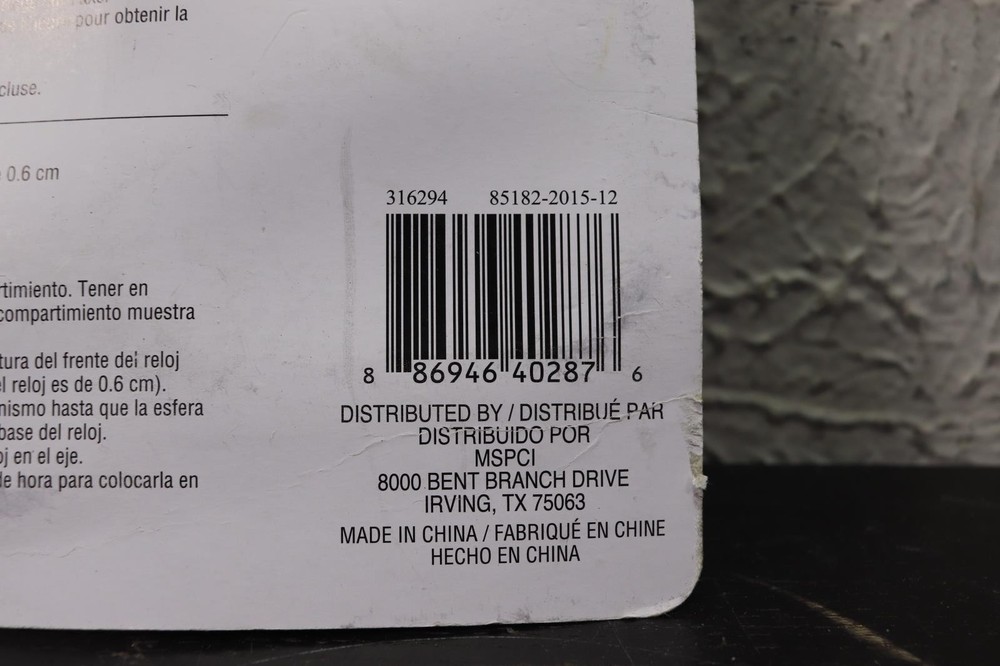 pour obtenir la
cluse.
0.6 cm
rtimiento. Tener en
compartimiento muestra
tura del frente del reloj
l reloj es de 0.6 cm).
nismo hasta que la esfera
base del reloj.
oj en el eje.
de hora para colocarla en
316294 85182-2015-12
8 86946 40287 6
DISTRIBUTED BY / DISTRIBUÉ PAR
DISTRIBUIDO POR
MSPCI
8000 BENT BRANCH DRIVE
IRVING, TX 75063
MADE IN CHINA / FABRIQUÉ EN CHINE
HECHO EN CHINA